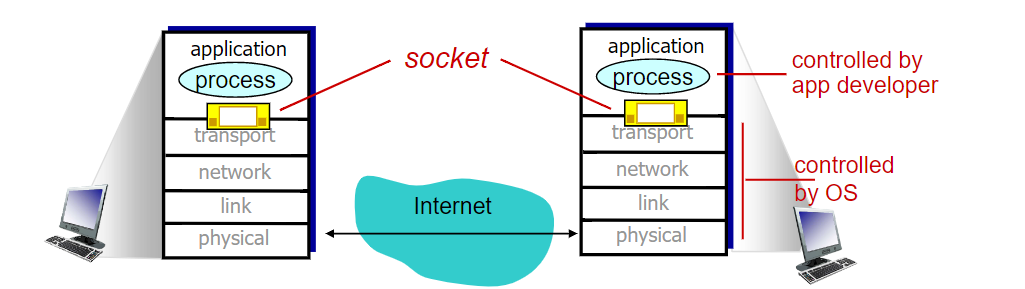 application
process
transport
network
link
physical
socket
Internet
application
process
transport
network
link
physical
controlled by
app developer
controlled
by OS